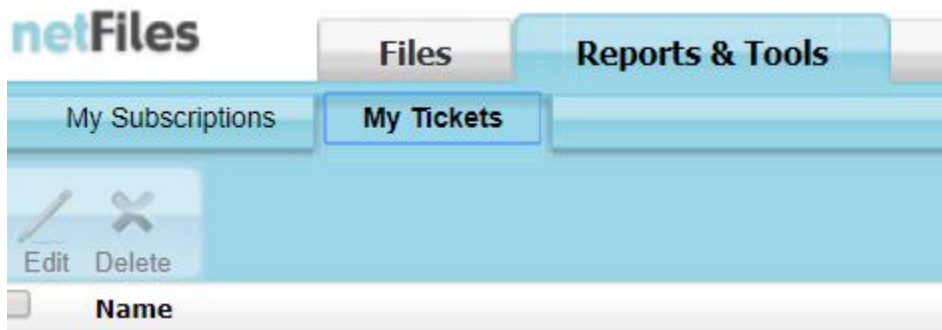 netFiles
Files
Reports & Tools
My Subscriptions
My Tickets
Edit
Delete
Name